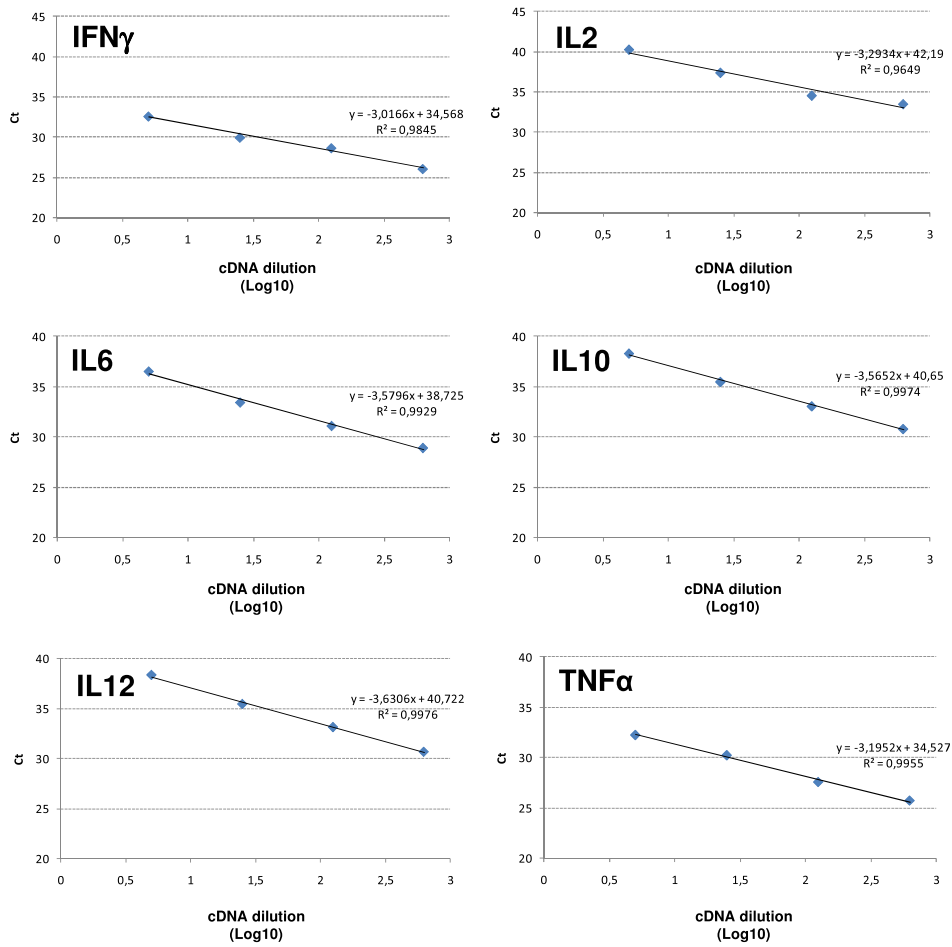 IFNγ
45
40
35
30
25
20
Ct
y = -3,0166x + 34,568
R² = 0,9845
0 0,5 1 1,5 2 2,5 3
cDNA dilution
(Log10)
IL2
45
40
35
30
25
20
Ct
y = -3,2934x + 42,19
R² = 0,9649
0 0,5 1 1,5 2 2,5 3
cDNA dilution
(Log10)
IL6
40
35
30
25
20
Ct
y = -3,5796x + 38,725
R² = 0,9929
0 0,5 1 1,5 2 2,5 3
cDNA dilution
(Log10)
IL10
40
35
30
25
20
Ct
y = -3,5652x + 40,65
R² = 0,9974
0 0,5 1 1,5 2 2,5 3
cDNA dilution
(Log10)
IL12
40
35
30
25
20
Ct
y = -3,6306x + 40,722
R² = 0,9976
0 0,5 1 1,5 2 2,5 3
cDNA dilution
(Log10)
TNFα
40
35
30
25
20
Ct
y = -3,1952x + 34,527
R² = 0,9955
0 0,5 1 1,5 2 2,5 3
cDNA dilution
(Log10)